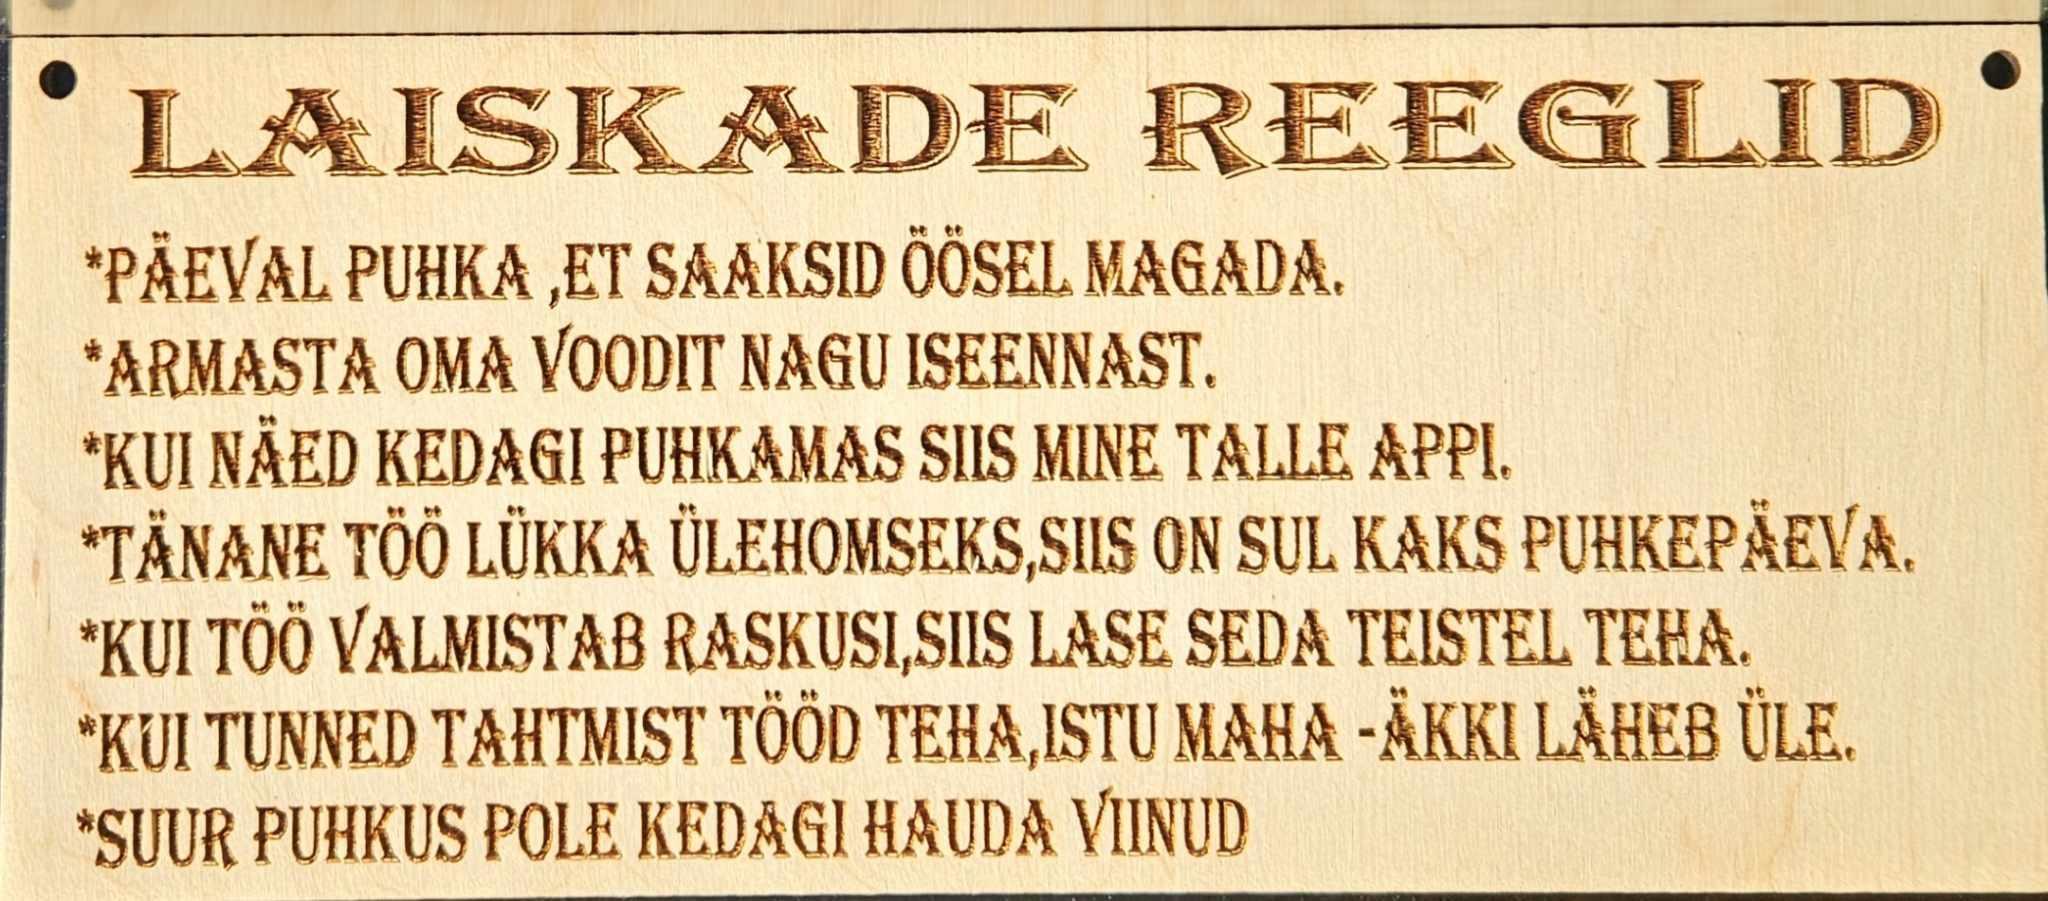 LAISKADE REEGLID
*PÄEVAL PUHKA ,ET SAAKSID ÖÖSEL MAGADA.
*ARMASTA OMA VOODIT NAGU ISEENNAST.
*KUI NÄED KEDAGI PUHKAMAS SIIS MINE TALLE APPI.
*TÄNANE TÖÖ LÜKKA ÜLEHOMSEKS,SIIS ON SUL KAKS PUHKEPÄEVA.
*KUI TÖÖ VALMISTAB RASKUSI,SIIS LASE SEDA TEISTEL TEHA.
*KUI TUNNED TAHTMIST TÖÖD TEHA,ISTU MAHA -ÄKKI LÄHEB ÜLE.
*SUUR PUHKUS POLE KEDAGI HAUDA VIINUD